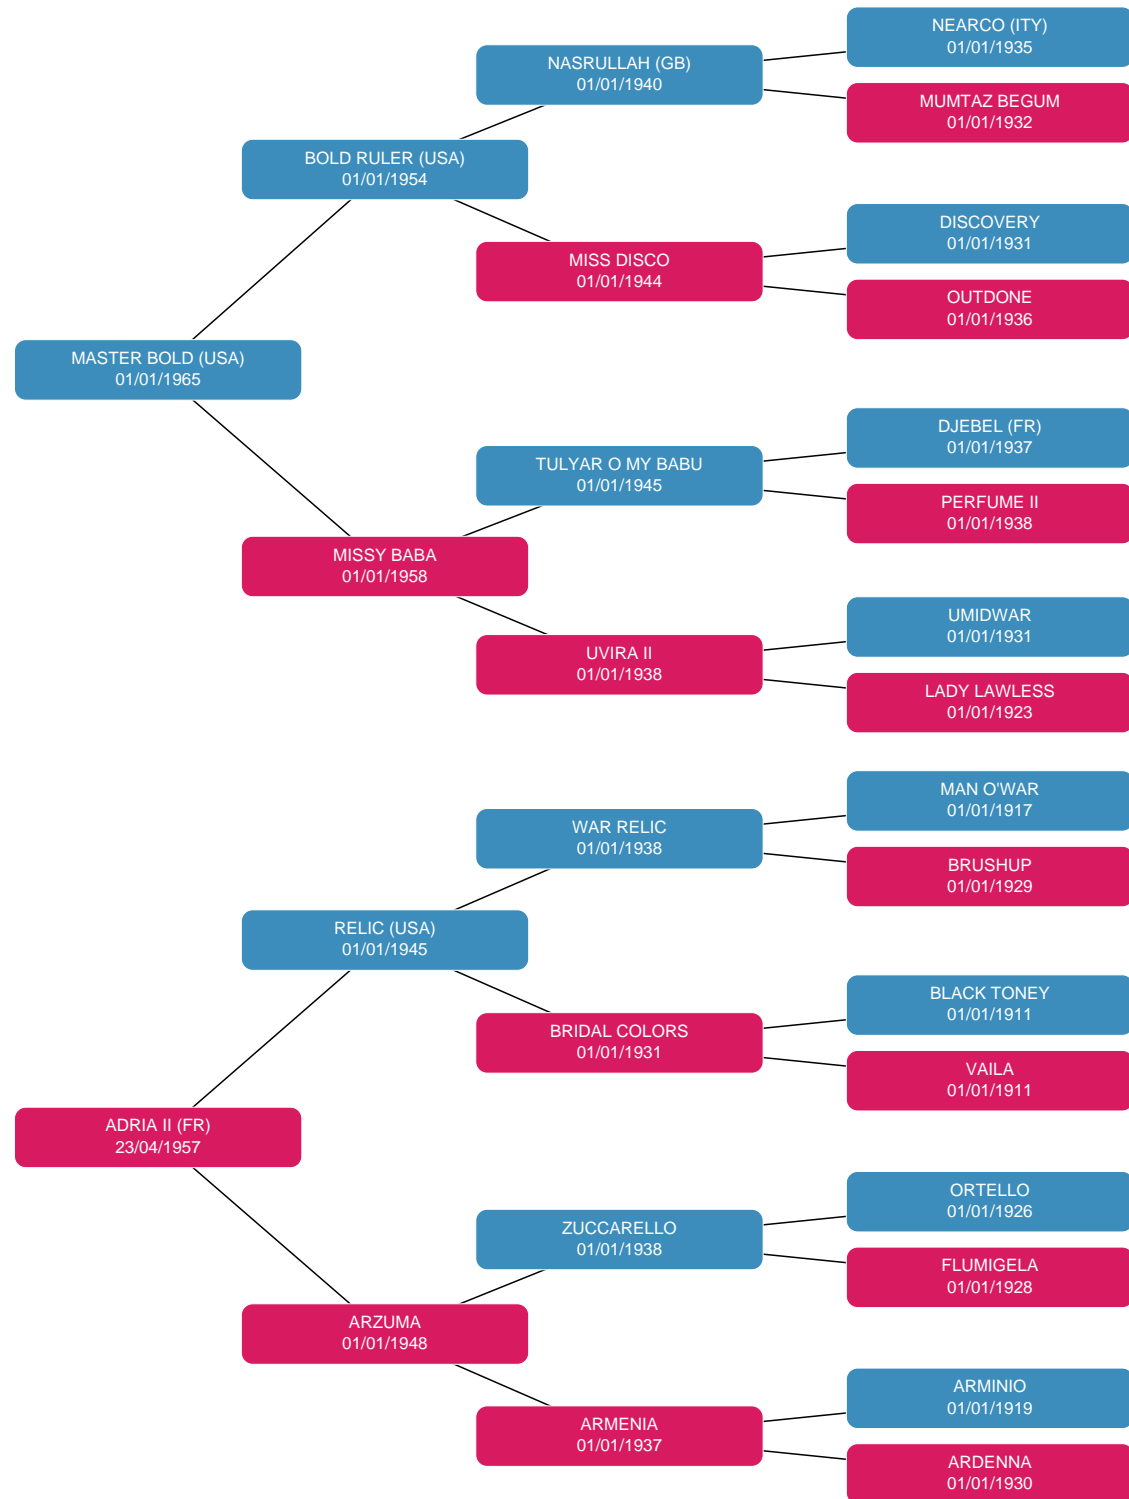 NEARCO (ITY)
01/01/1935
NASRULLAH (GB)
01/01/1940
MUMTAZ BEGUM
01/01/1932
BOLD RULER (USA)
01/01/1954
DISCOVERY
01/01/1931
MISS DISCO
01/01/1944
OUTDONE
01/01/1936
MASTER BOLD (USA)
01/01/1965
DJEBEL (FR)
01/01/1937
TULYAR O MY BABU
01/01/1945
PERFUME II
01/01/1938
MISSY BABA
01/01/1958
UMIDWAR
01/01/1931
UVIRA II
01/01/1938
LADY LAWLESS
01/01/1923
MAN O'WAR
01/01/1917
WAR RELIC
01/01/1938
BRUSHUP
01/01/1929
RELIC (USA)
01/01/1945
BLACK TONEY
01/01/1911
BRIDAL COLORS
01/01/1931
VAILA
01/01/1911
ADRIA II (FR)
23/04/1957
ORTELLO
01/01/1926
ZUCCARELLO
01/01/1938
FLUMIGELA
01/01/1928
ARZUMA
01/01/1948
ARMINIO
01/01/1919
ARMENIA
01/01/1937
ARDENNA
01/01/1930